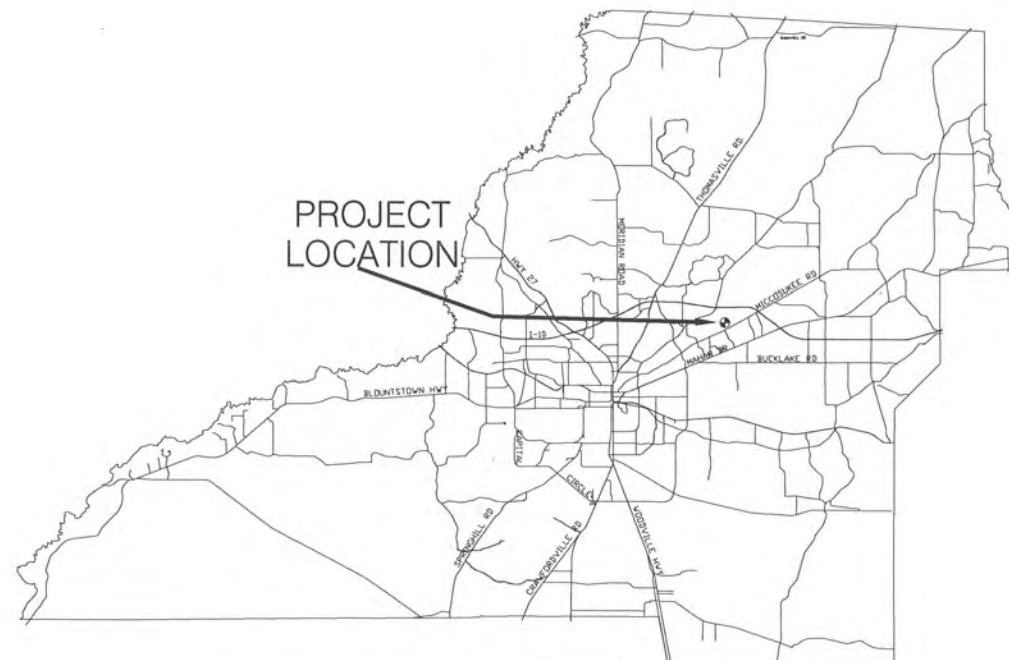 THOMASVILLE RD.
PROJECT
LOCATION
MERIDIAN ROAD
HWY 27
MICCOSUKEE RD
I-10
MAHAN DR
BUCKLAKE RD
BLOUNTSTOWN HWY
CAPITAL
CIRCLE
SPRINGHILL RD
CRAWFORDVILLE RD
WOODVILLE HWY